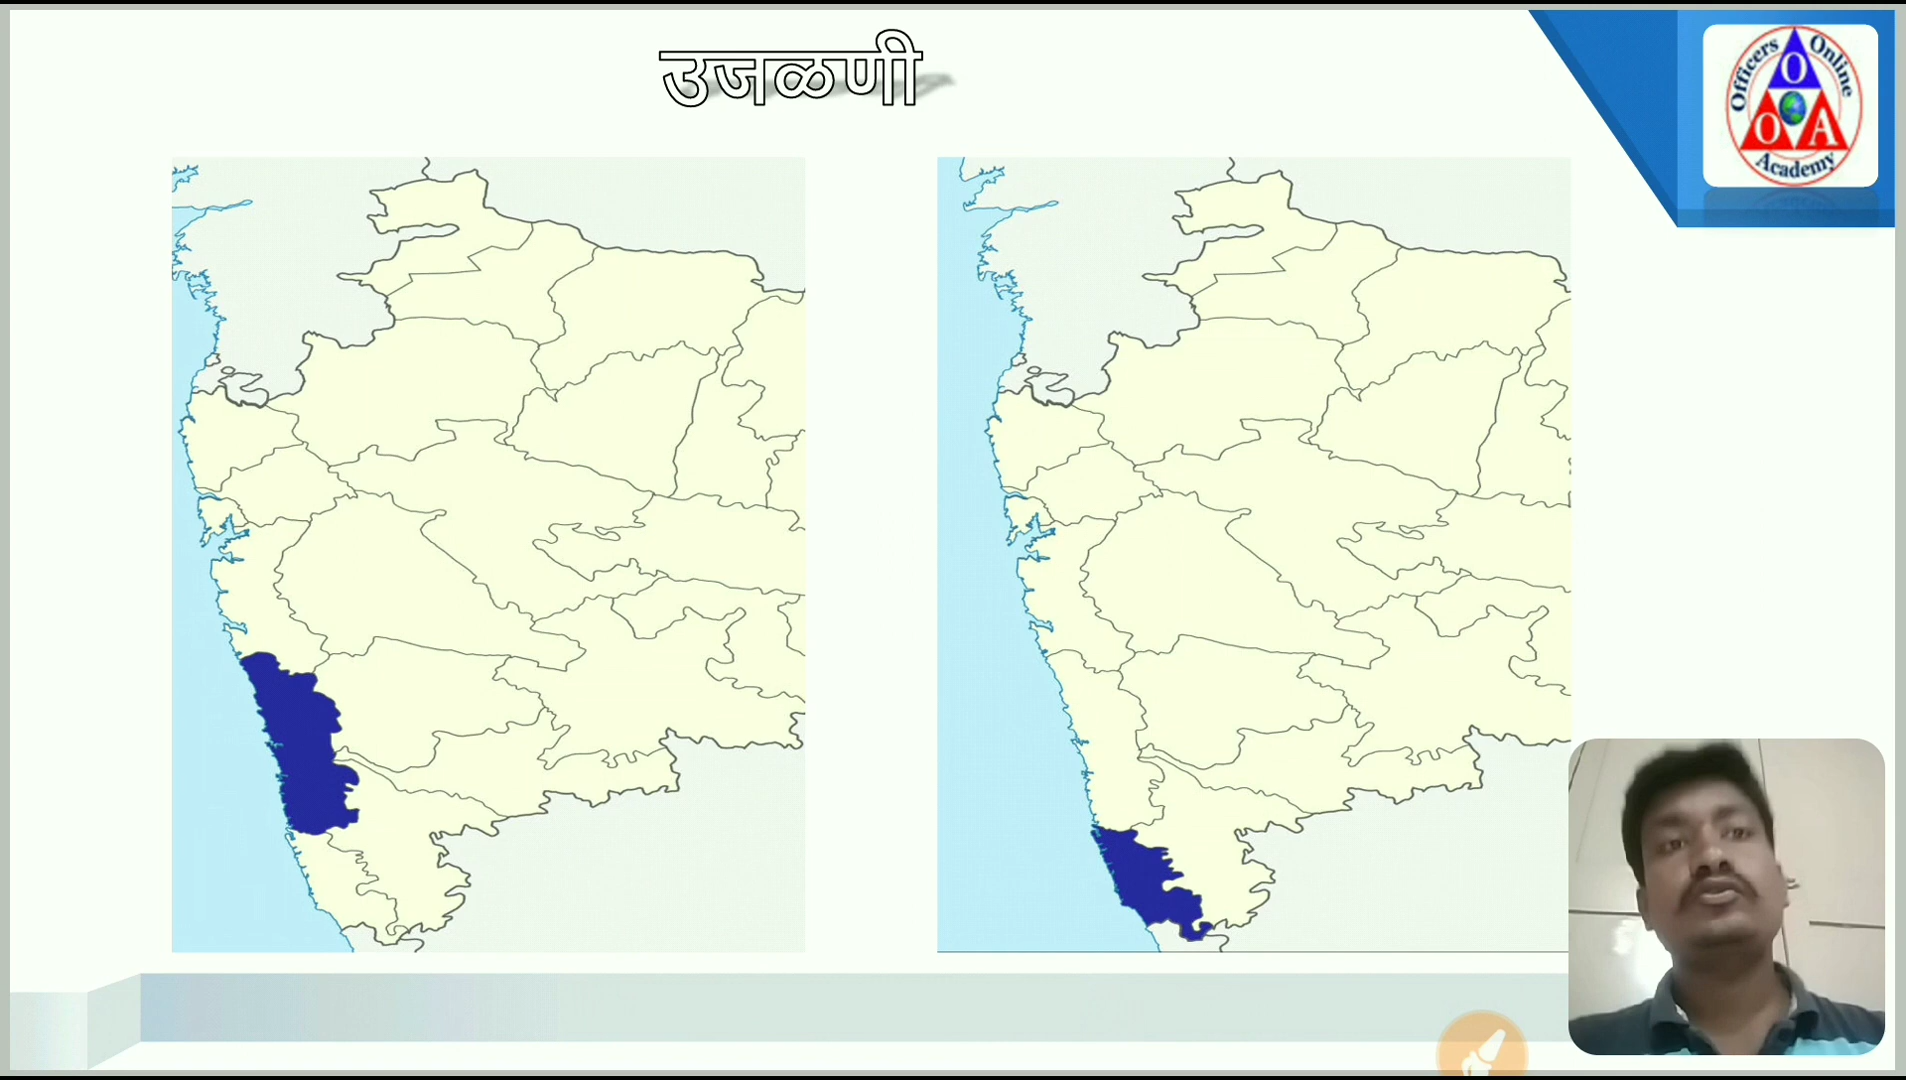 उजळणी
Officers Online
O
O A
Academy